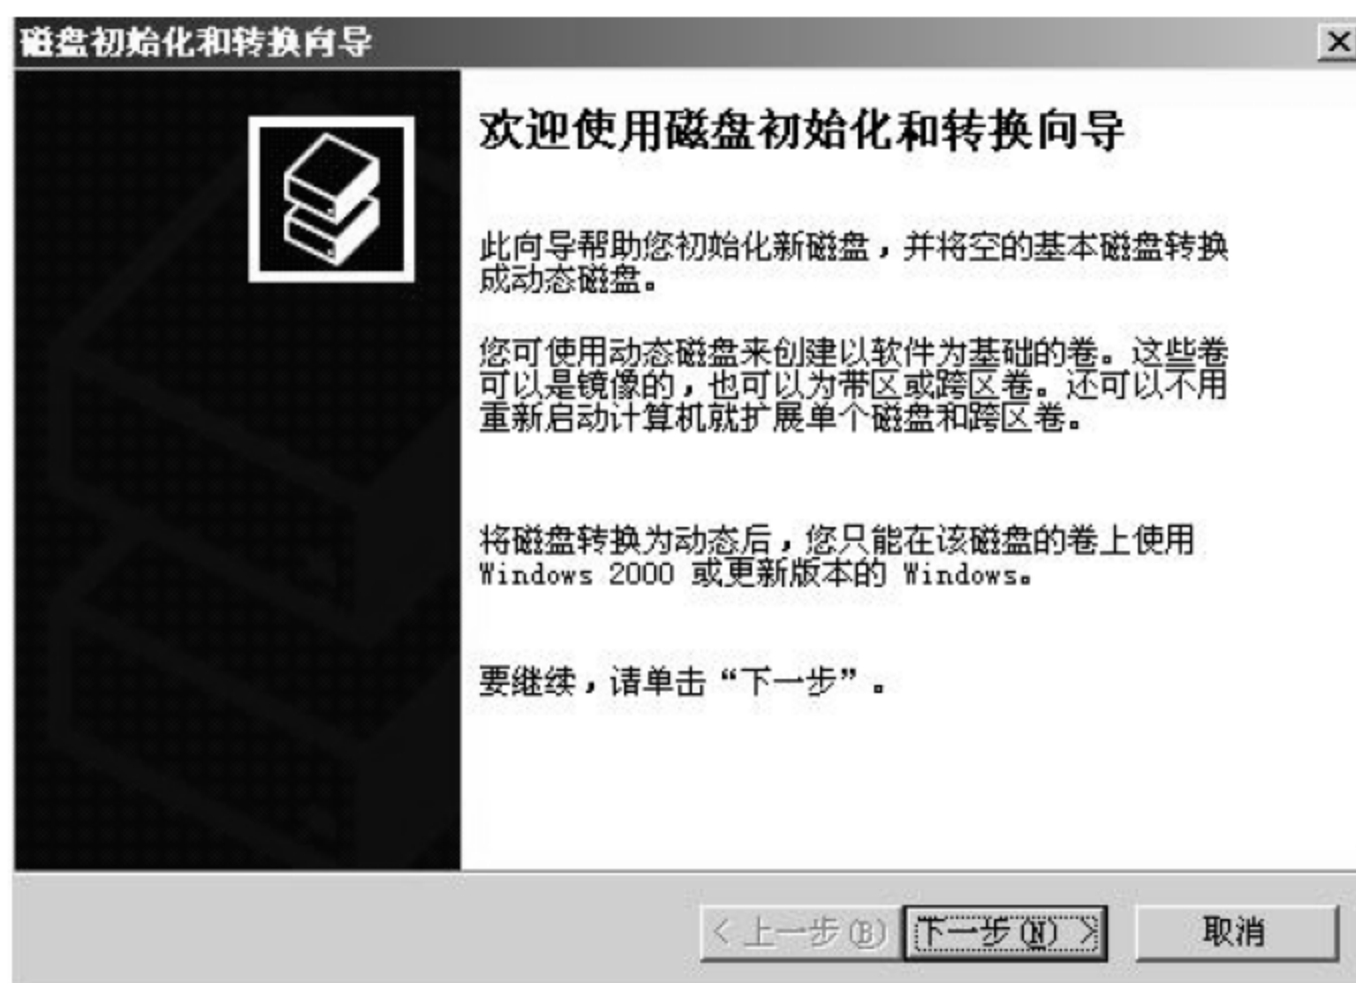 磁盘初始化和转换向导
欢迎使用磁盘初始化和转换向导
此向导帮助您初始化新磁盘，并将空的基本磁盘转换
成动态磁盘。
您可使用动态磁盘来创建以软件为基础的卷。这些卷
可以是镜像的，也可以为带区或跨区卷。还可以不用
重新启动计算机就扩展单个磁盘和跨区卷。
将磁盘转换为动态后，您只能在该磁盘的卷上使用
Windows 2000 或更新版本的 Windows。
要继续，请单击“下一步”。
< 上一步(B) 下一步(N) > 取消